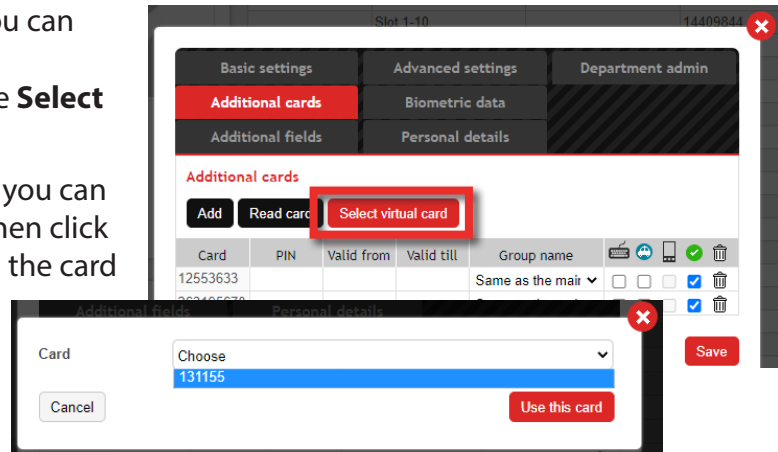 ou can
e Select
you can
hen click
the card
Slot 1-10 14409844
Basic settings Advanced settings Department admin
Additional cards Biometric data
Additional fields Personal details
Additional cards
Add Read card Select virtual card
Card PIN Valid from Valid till Group name
12553633 Same as the mair
Additional fields Personal details
Save
Card Choose
131155
Cancel Use this card